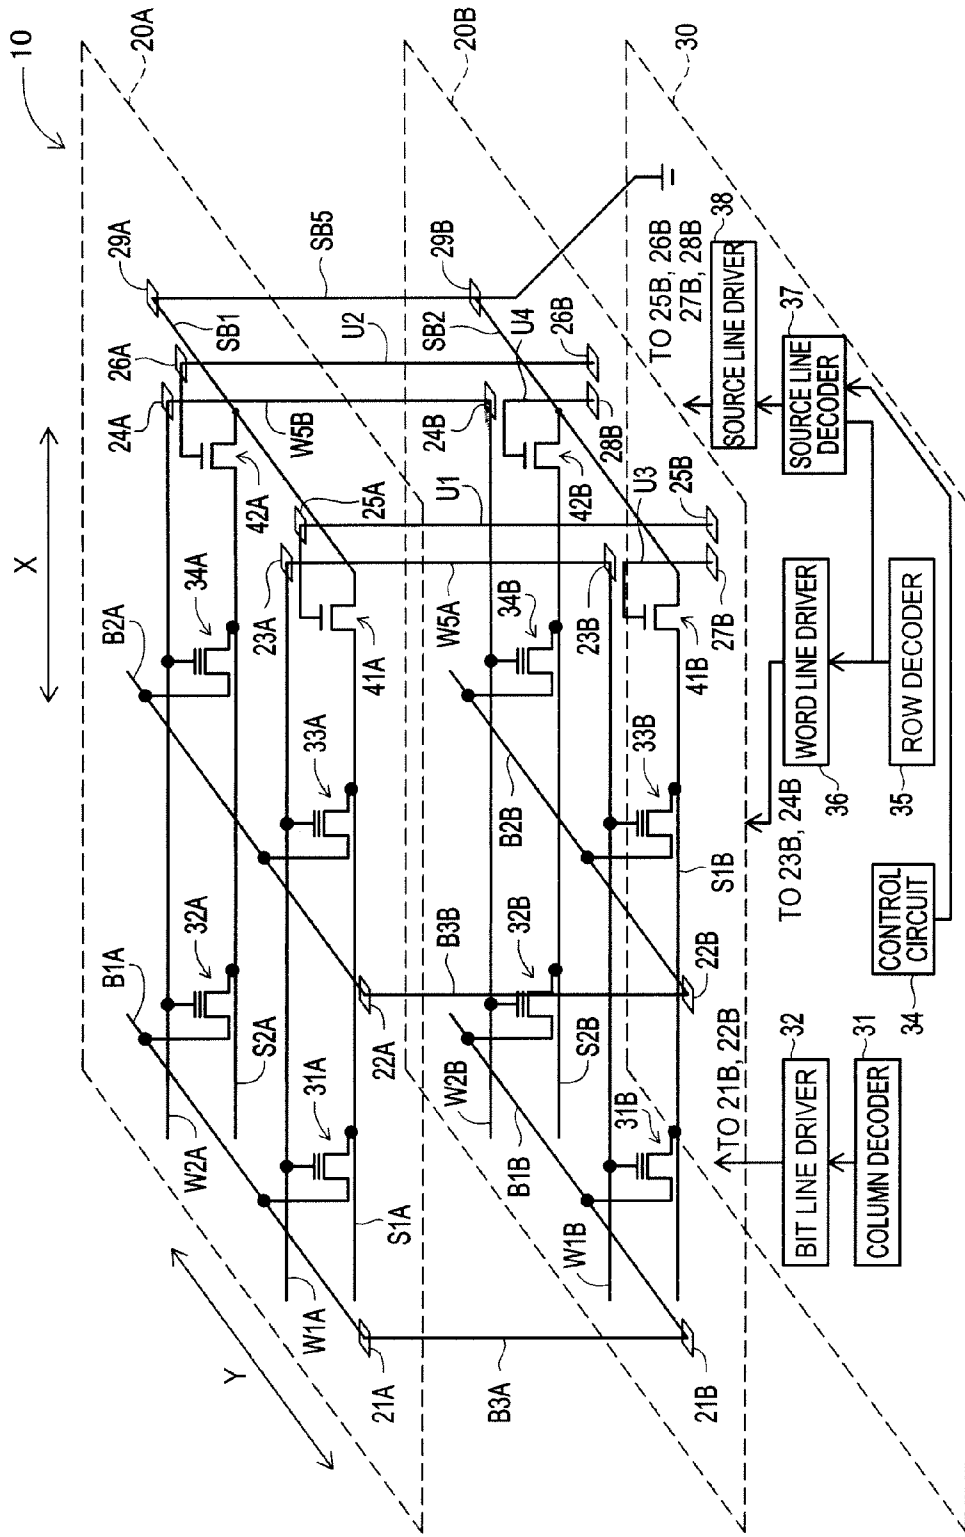 10
20A
20B
30
X
Y
29A
SB5
29B
26A
SB1
U2
SB2
U4
26B
24A
W5B
24B
28B
42A
42B
25A
U1
25B
U3
23A
W5A
23B
27B
34A
34B
B2A
41A
41B
33A
33B
B2B
S1B
B1A
32A
B3B
32B
22A
22B
S2A
W2B
S2B
W2A
31A
31B
B1B
S1A
W1B
W1A
21A
B3A
21B
TO 25B, 26B
27B, 28B
38
SOURCE LINE DRIVER
37
SOURCE LINE
DECODER
TO 23B, 24B
WORD LINE DRIVER
36
ROW DECODER
35
CONTROL
CIRCUIT
34
TO 21B, 22B
BIT LINE DRIVER
32
COLUMN DECODER
31